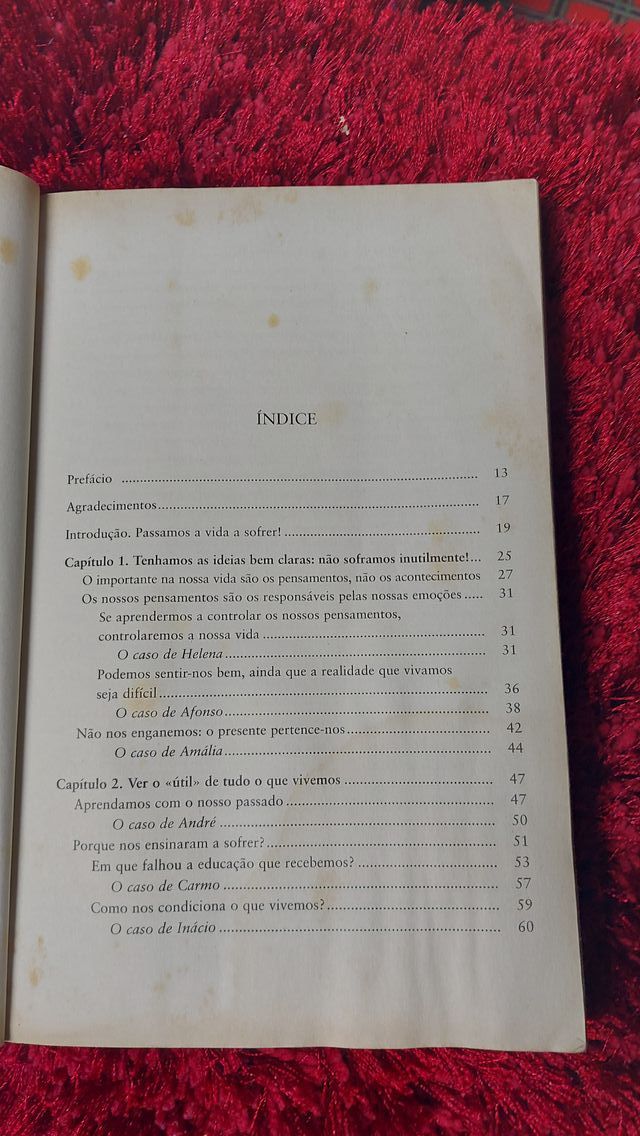 ÍNDICE
Prefácio ........................................ 13
Agradecimentos ........................................ 17
Introdução. Passamos a vida a sofrer! ........................................ 19
Capítulo 1. Tenhamos as ideias bem claras: não soframos inutilmente!... 25
O importante na nossa vida são os pensamentos, não os acontecimentos 27
Os nossos pensamentos são os responsáveis pelas nossas emoções ..... 31
Se aprendermos a controlar os nossos pensamentos,
controlaremos a nossa vida ........................................ 31
O caso de Helena ........................................ 31
Podemos sentir-nos bem, ainda que a realidade que vivamos
seja difícil ........................................ 36
O caso de Afonso ........................................ 38
Não nos enganemos: o presente pertence-nos ........................................ 42
O caso de Amália ........................................ 44
Capítulo 2. Ver o «útil» de tudo o que vivemos ........................................ 47
Aprendamos com o nosso passado ........................................ 47
O caso de André ........................................ 50
Porque nos ensinaram a sofrer? ........................................ 51
Em que falhou a educação que recebemos? ........................................ 53
O caso de Carmo ........................................ 57
Como nos condiciona o que vivemos? ........................................ 59
O caso de Inácio ........................................ 60